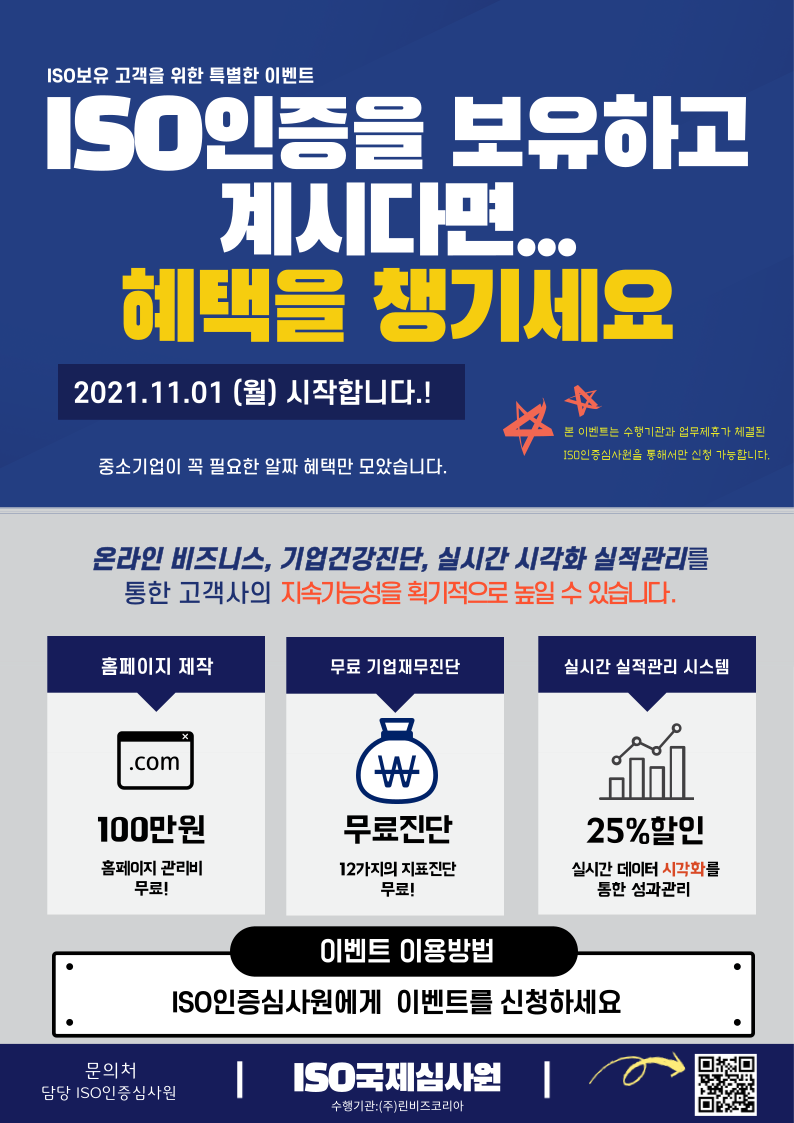 ISO보유 고객을 위한 특별한 이벤트
ISO인증을 보유하고
계시다면...
혜택을 챙기세요
2021.11.01 (월) 시작합니다.!
본 이벤트는 수행기관과 업무제휴가 체결된
ISO인증심사원을 통해서만 신청 가능합니다.
중소기업이 꼭 필요한 알짜 혜택만 모았습니다.
온라인 비즈니스, 기업건강진단, 실시간 시각화 실적관리를
통한 고객사의 지속가능성을 획기적으로 높일 수 있습니다.
홈페이지 제작
.com
100만원
홈페이지 관리비
무료!
무료 기업재무진단
₩
무료진단
12가지의 지표진단
무료!
실시간 실적관리 시스템
25%할인
실시간 데이터 시각화를
통한 성과관리
이벤트 이용방법
ISO인증심사원에게 이벤트를 신청하세요
문의처
담당 ISO인증심사원
ISO국제심사원
수행기관:(주)린비즈코리아